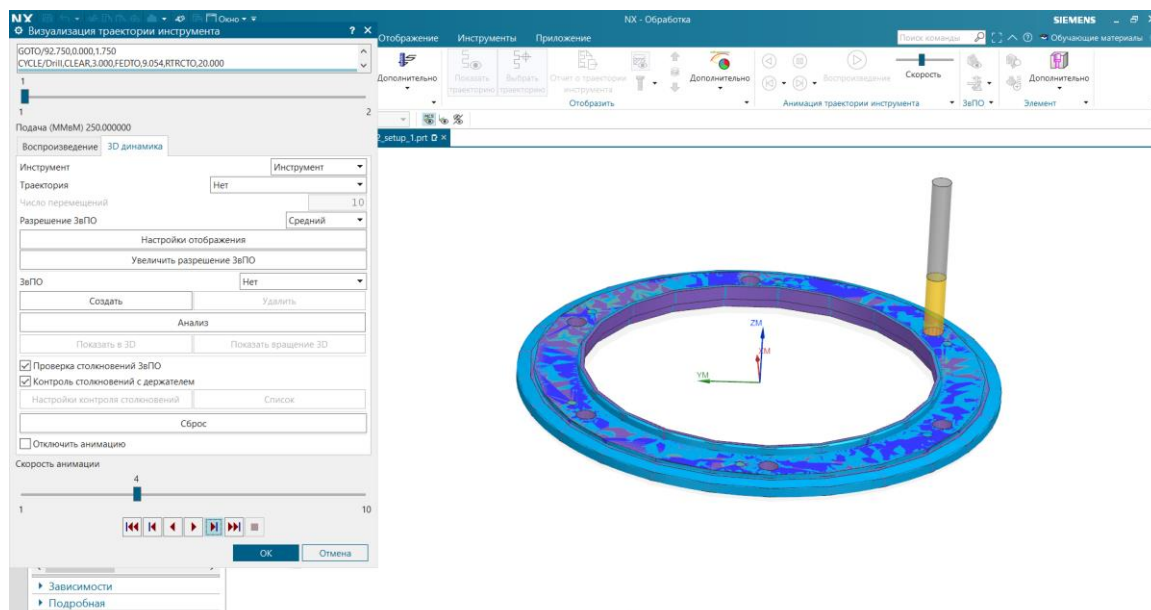 NX
Окно
NX - Обработка
SIEMENS
Визуализация траектории инструмента
? ×
GOTO/92.750,0.000,1.750
CYCLE/Drill,CLEAR,3.000,FEDTO,9.054,RTRCTO,20.000
1
1 2
Подача (ММвМ) 250.000000
Воспроизведение 3D динамика
Инструмент Инструмент
Траектория Нет
Число перемещений 10
Разрешение ЗвПО Средний
Настройки отображения
Увеличить разрешение ЗвПО
ЗвПО Нет
Создать Удалить
Анализ
Показать в 3D Показать вращение 3D
Проверка столкновений ЗвПО
Контроль столкновений с держателем
Настройки контроля столкновений Список
Сброс
Отключить анимацию
Скорость анимации
4
1 10
OK Отмена
Зависимости
Подробная
Отображение Инструменты Приложение
Поиск команды
Обучающие материалы
Дополнительно
Показать траекторию
Выбрать траекторию
Отчет о траектории инструмента
Дополнительно
Воспроизведение
Скорость
Дополнительно
Отобразить
Анимация траектории инструмента
ЗвПО
Элемент
2_setup_1.prt
ZM
XM
YM